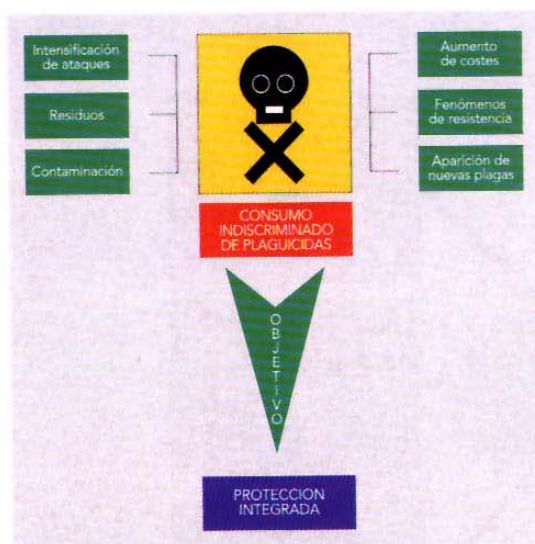 Intensificación
de ataques
Residuos
Contaminación
Aumento
de costes
Fenómenos
de resistencia
Aparición de
nuevas plagas
CONSUMO
INDISCRIMINADO
DE PLAGUICIDAS
OBJETIVO
PROTECCION
INTEGRADA